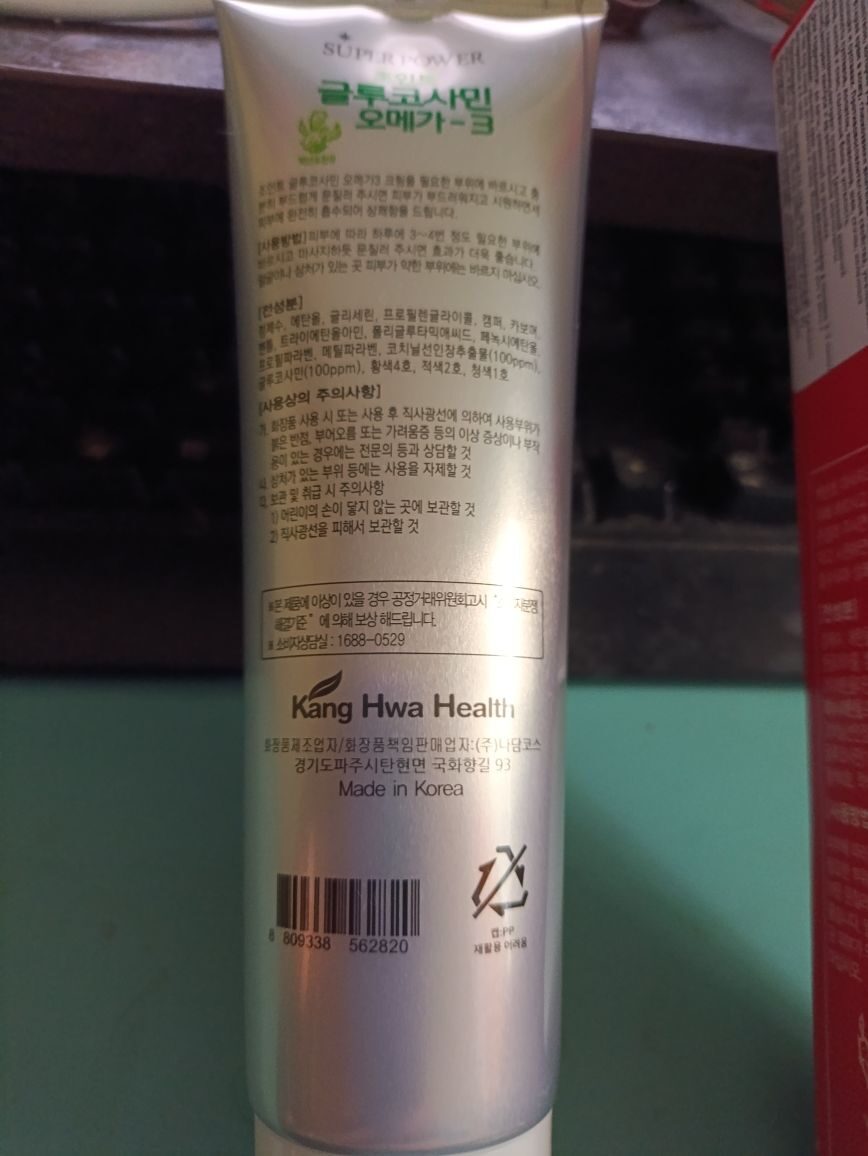 SUPER POWER
조인트
글루코사민
오메가-3
조인트 글루코사민 오메가3 크림을 필요한 부위에 바르시고 충
분히 부드럽게 문질러 주시면 피부가 부드러워지고 시원하면서
피부에 완전히 흡수되어 상쾌함을 드립니다.
[사용방법] 피부에 따라 하루에 3~4번 정도 필요한 부위에
바르시고 마사지하듯 문질러 주시면 효과가 더욱 좋습니다.
얼굴이나 상처가 있는 곳 피부가 약한 부위에는 바르지 마십시오.
[전성분]
정제수, 에탄올, 글리세린, 프로필렌글라이콜, 캠퍼, 카보머,
멘톨, 트라이에탄올아민, 폴리글루타믹애씨드, 페녹시에탄올,
프로필파라벤, 메틸파라벤, 코치닐선인장추출물(100ppm),
글루코사민(100ppm), 황색4호, 적색2호, 청색1호
[사용상의 주의사항]
가. 화장품 사용 시 또는 사용 후 직사광선에 의하여 사용부위가
붉은 반점, 부어오름 또는 가려움증 등의 이상 증상이나 부작
용이 있는 경우에는 전문의 등과 상담할 것
나. 상처가 있는 부위 등에는 사용을 자제할 것
다. 보관 및 취급 시 주의사항
1) 어린이의 손이 닿지 않는 곳에 보관할 것
2) 직사광선을 피해서 보관할 것
※본 제품에 이상이 있을 경우 공정거래위원회고시 "
해결기준" 에 의해 보상 해드립니다.
※ 소비자상담실 : 1688-0529
Kang Hwa Health
화장품제조업자/화장품책임판매업자:(주)나담코스
경기도파주시탄현면 국화향길 93
Made in Korea
8 809338 562820
캡:PP
재활용 어려움